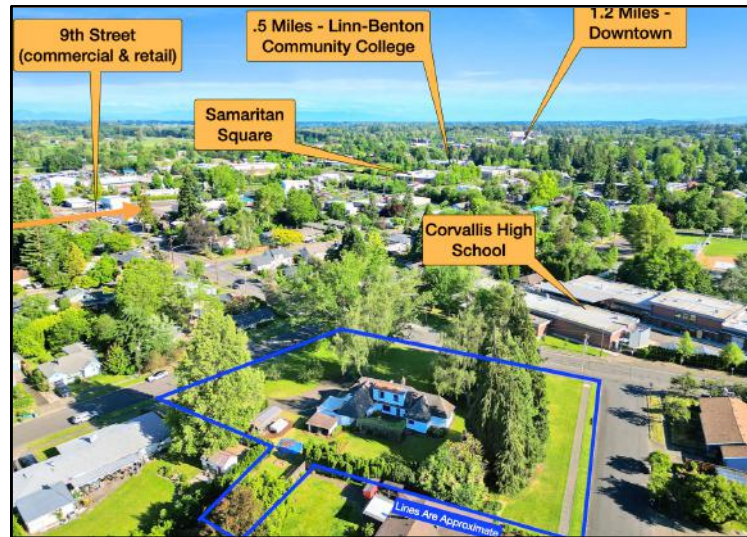 9th Street
(commercial & retail)
.5 Miles - Linn-Benton
Community College
1.2 Miles -
Downtown
Samaritan
Square
Corvallis High
School
Lines Are Approximate